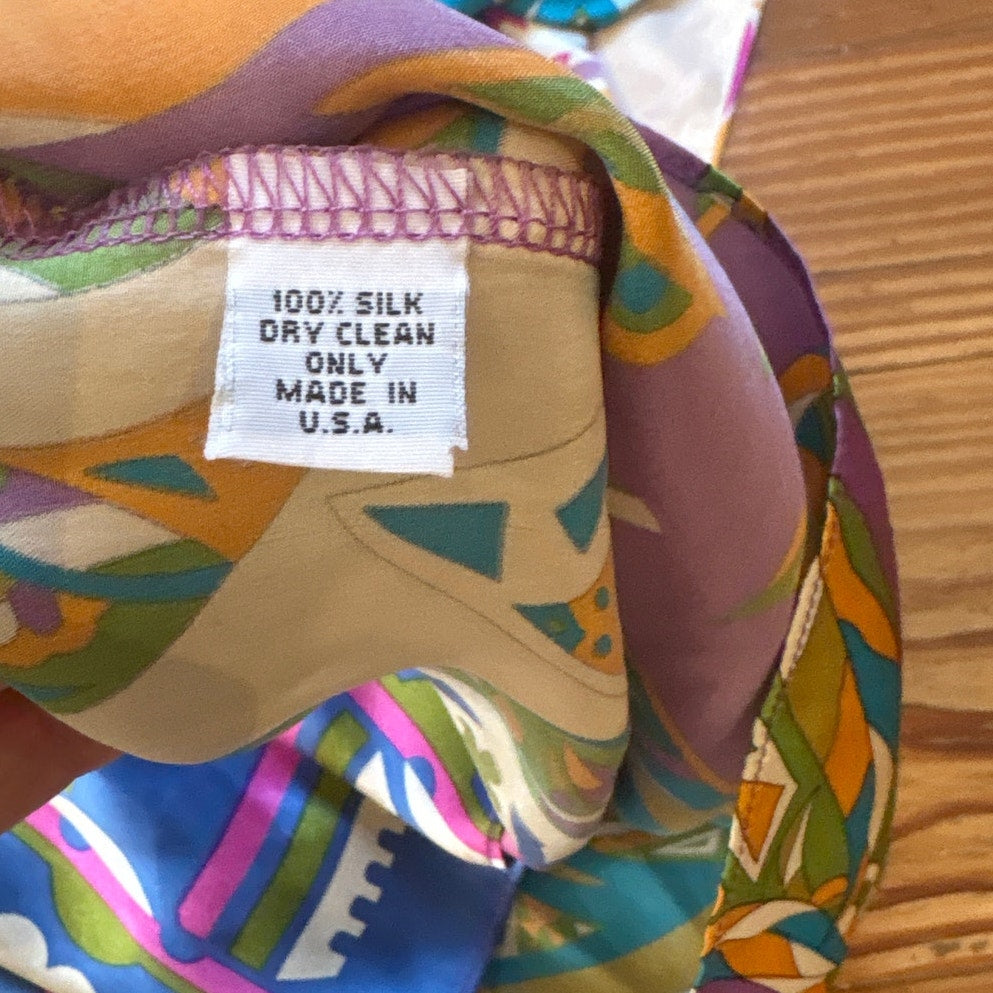 100% SILK
DRY CLEAN
ONLY
MADE IN
U.S.A.